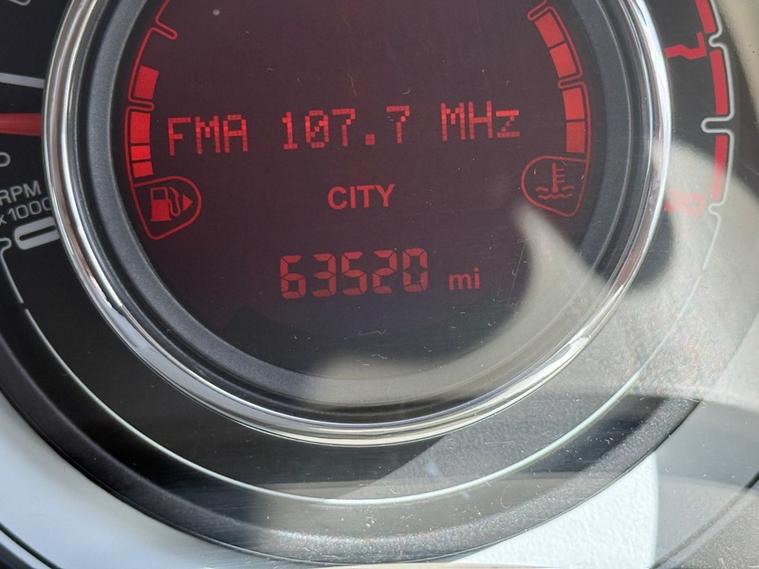 FMA 107.7 MHz
CITY
RPM
x1000
63520 mi